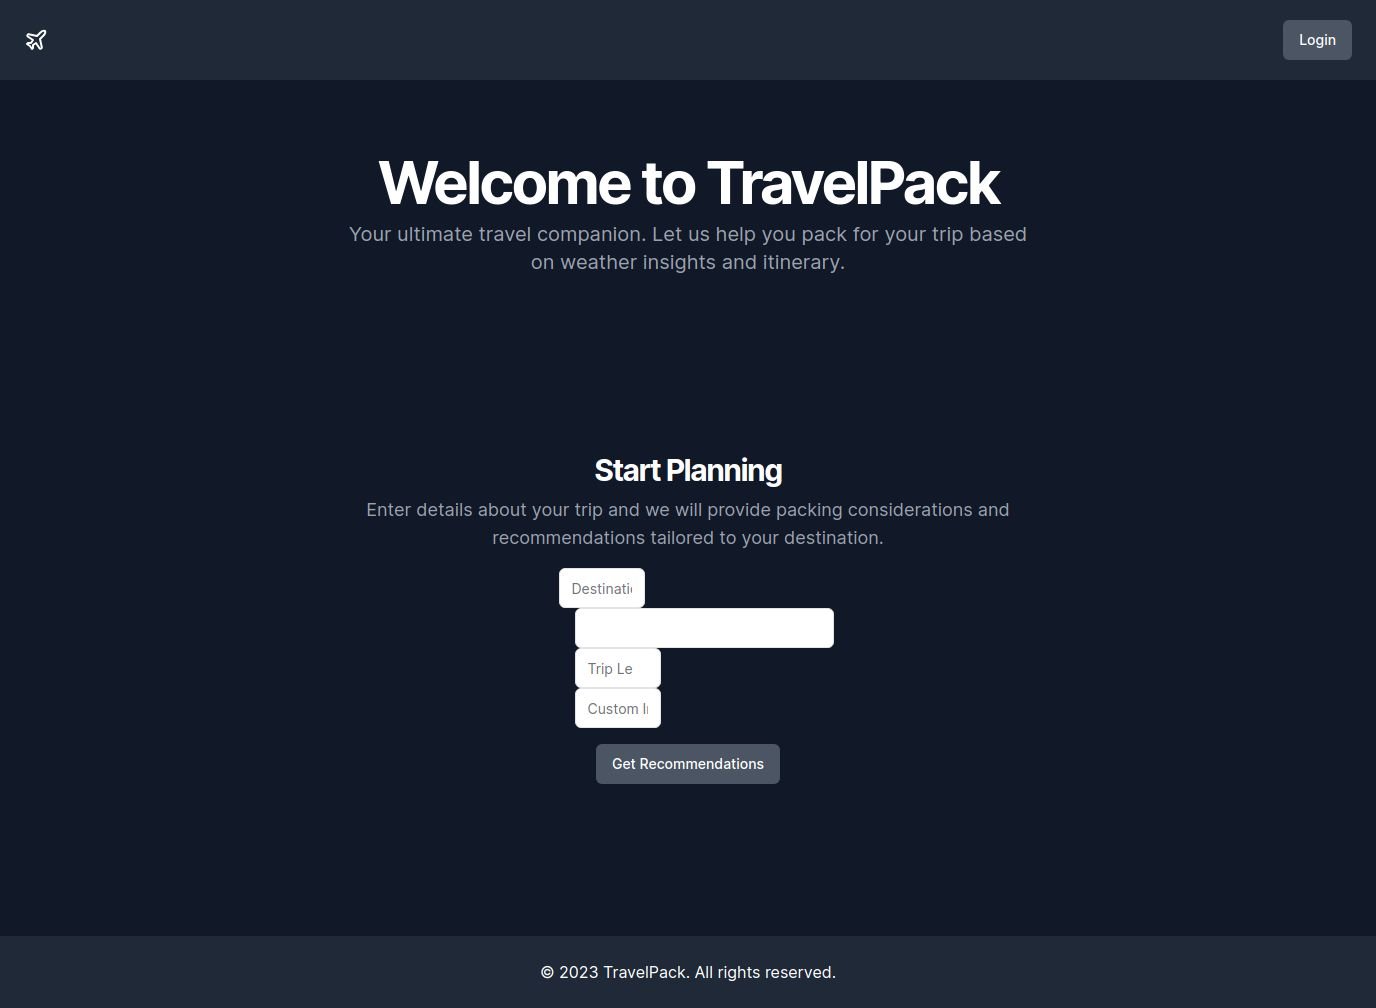 Login
Welcome to TravelPack
Your ultimate travel companion. Let us help you pack for your trip based
on weather insights and itinerary.
Start Planning
Enter details about your trip and we will provide packing considerations and
recommendations tailored to your destination.
Destinati
Trip Le
Custom I
Get Recommendations
© 2023 TravelPack. All rights reserved.